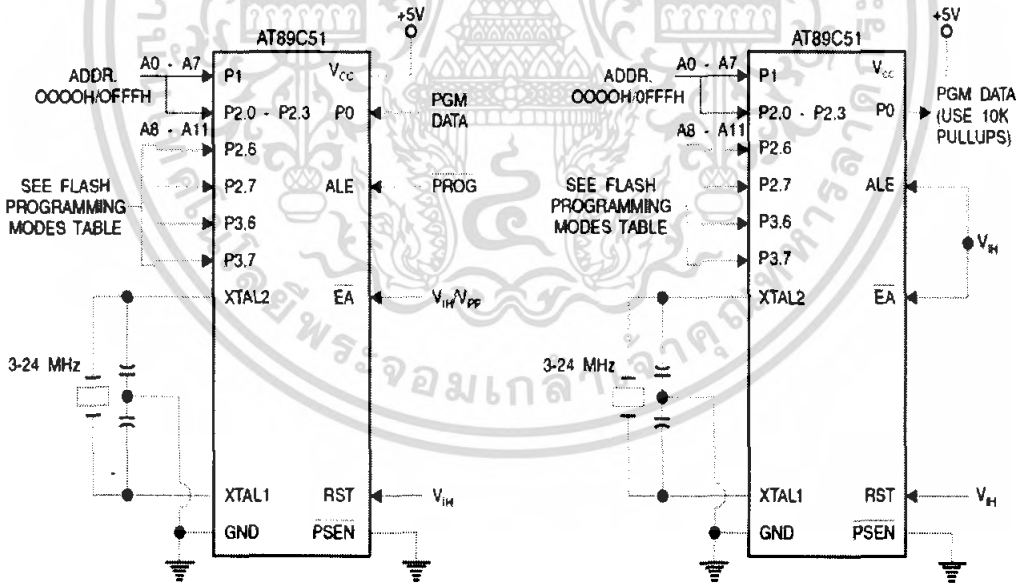 +5V
AT89C51
A0 - A7
ADDR.
OOOOH/OFFFH
P1
VCC
P2.0 - P2.3
P0
PGM
DATA
A8 - A11
P2.6
SEE FLASH
PROGRAMMING
MODES TABLE
P2.7
ALE
PROG
P3.6
P3.7
XTAL2
EA
VIH/VPP
3-24 MHz
XTAL1
RST
VIH
GND
PSEN
+5V
AT89C51
A0 - A7
ADDR.
OOOOH/0FFFH
P1
VCC
P2.0 - P2.3
P0
PGM DATA
(USE 10K
PULLUPS)
A8 - A11
P2.6
SEE FLASH
PROGRAMMING
MODES TABLE
P2.7
ALE
P3.6
VIH
P3.7
XTAL2
EA
3-24 MHz
XTAL1
RST
VIH
GND
PSEN